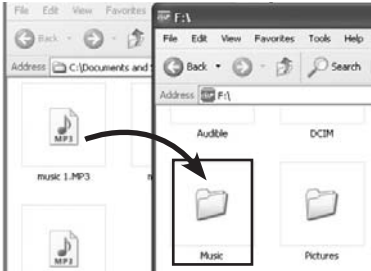 File Edit View Favorites
Back
Address C:\Documents and S
MP3
music 1.MP3
MP3
F:\
File Edit View Favorites Tools Help
Back Search
Address F:\
Audible DCIM
Music Pictures